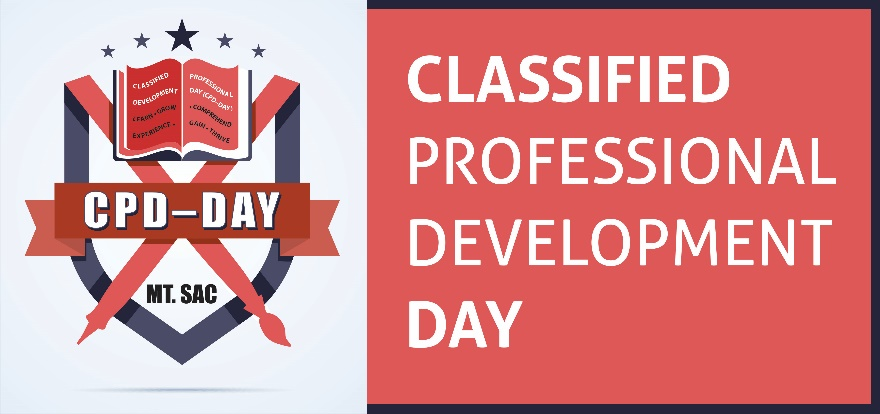 CLASSIFIED
DEVELOPMENT
LEARN • GROW
EXPERIENCE •
PROFESSIONAL
DAY (CPD-DAY)
• COMPREHEND
GAIN • THRIVE
CPD–DAY
MT. SAC
CLASSIFIED
PROFESSIONAL
DEVELOPMENT
DAY